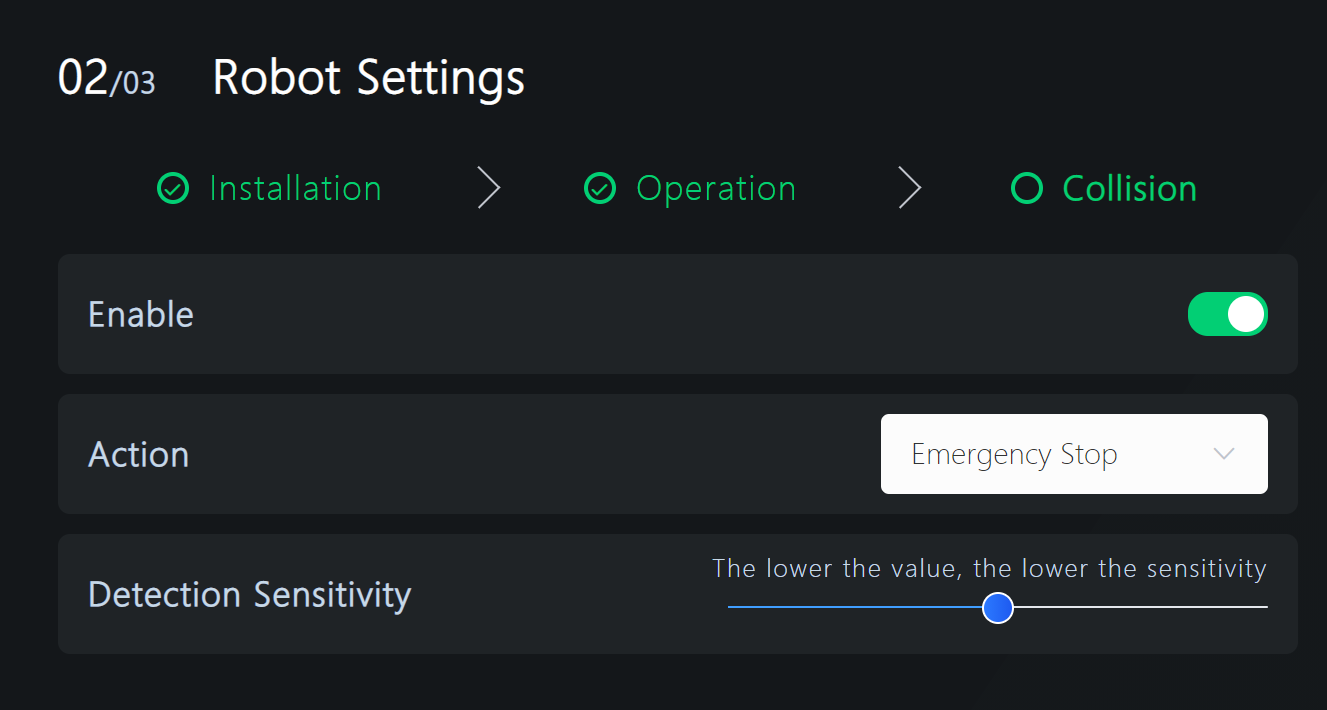 02/03 Robot Settings
Installation Operation Collision
Enable
Action Emergency Stop
The lower the value, the lower the sensitivity
Detection Sensitivity